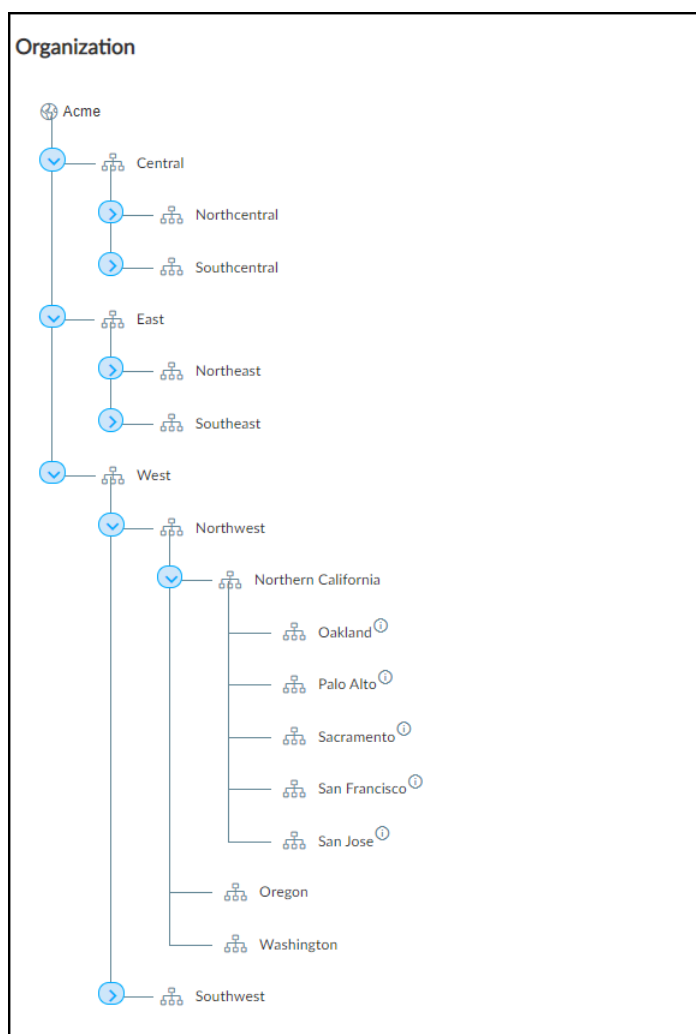 Organization
Acme
Central
Northcentral
Southcentral
East
Northeast
Southeast
West
Northwest
Northern California
Oakland
Palo Alto
Sacramento
San Francisco
San Jose
Oregon
Washington
Southwest